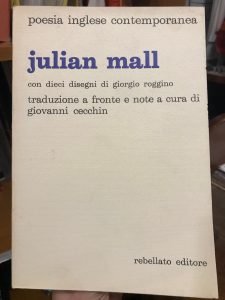 poesia inglese contemporanea
julian mall
con dieci disegni di giorgio roggino
traduzione a fronte e note a cura di
giovanni cecchin
rebellato editore